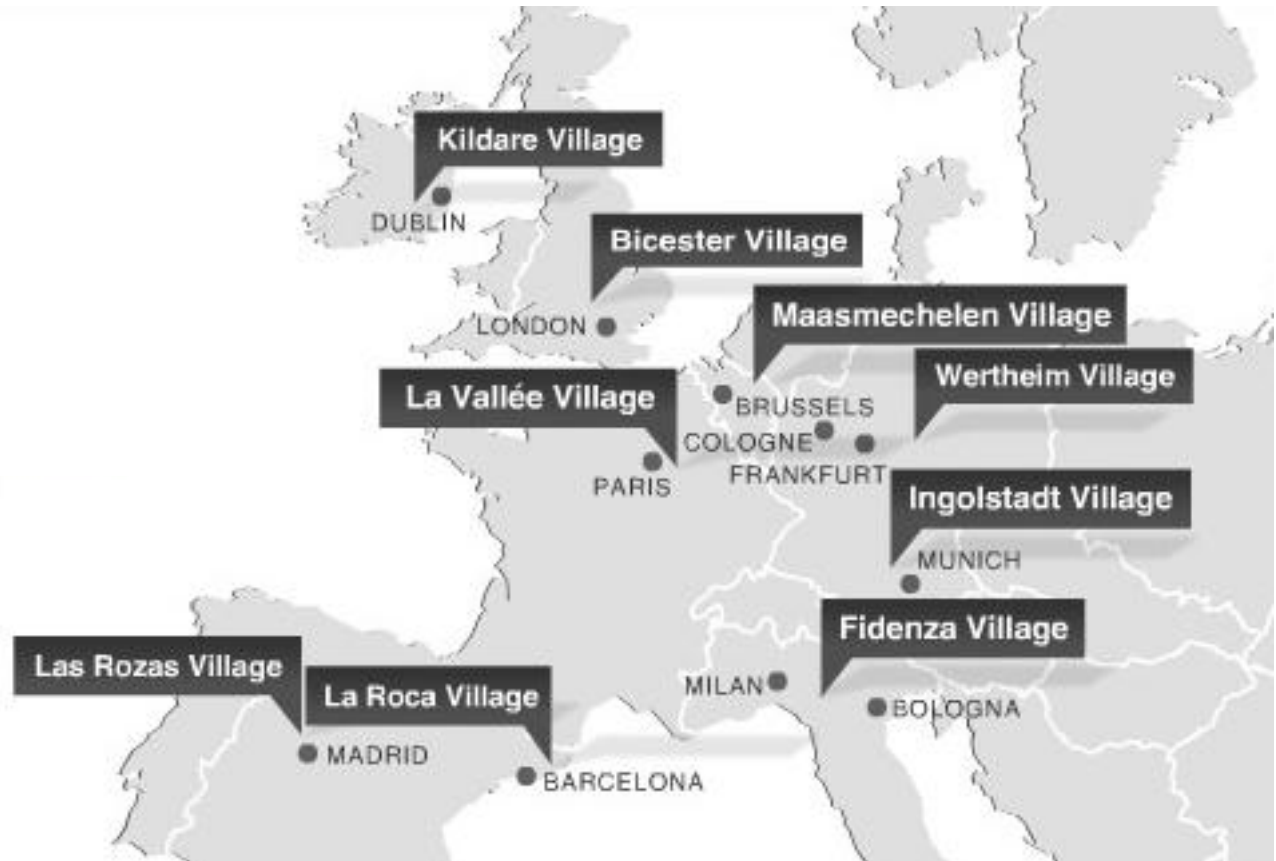 Kildare Village
DUBLIN
Bicester Village
LONDON
Maasmechelen Village
Wertheim Village
La Vallée Village
BRUSSELS
COLOGNE
FRANKFURT
PARIS
Ingolstadt Village
MUNICH
Fidenza Village
Las Rozas Village
La Roca Village
MILAN
BOLOGNA
MADRID
BARCELONA